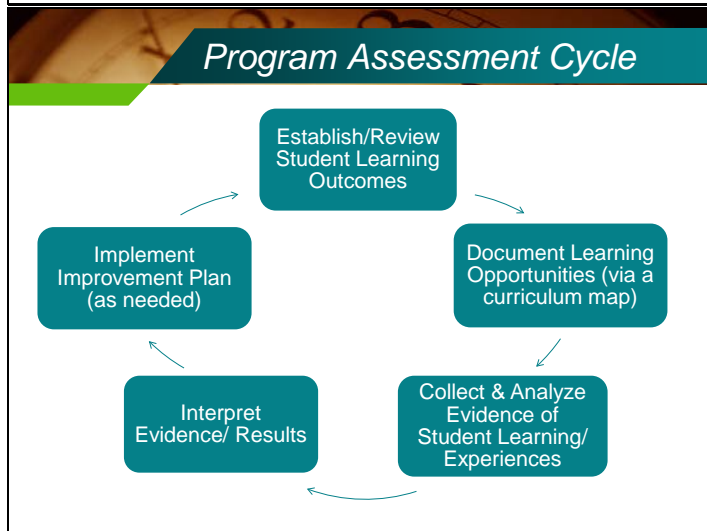 Program Assessment Cycle
Establish/Review
Student Learning
Outcomes
Document Learning
Opportunities (via a
curriculum map)
Collect & Analyze
Evidence of
Student Learning/
Experiences
Interpret
Evidence/ Results
Implement
Improvement Plan
(as needed)